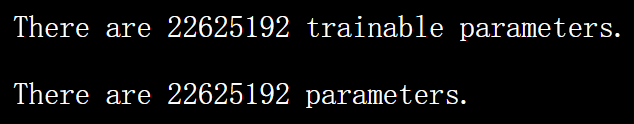 There are 22625192 trainable parameters.
There are 22625192 parameters.